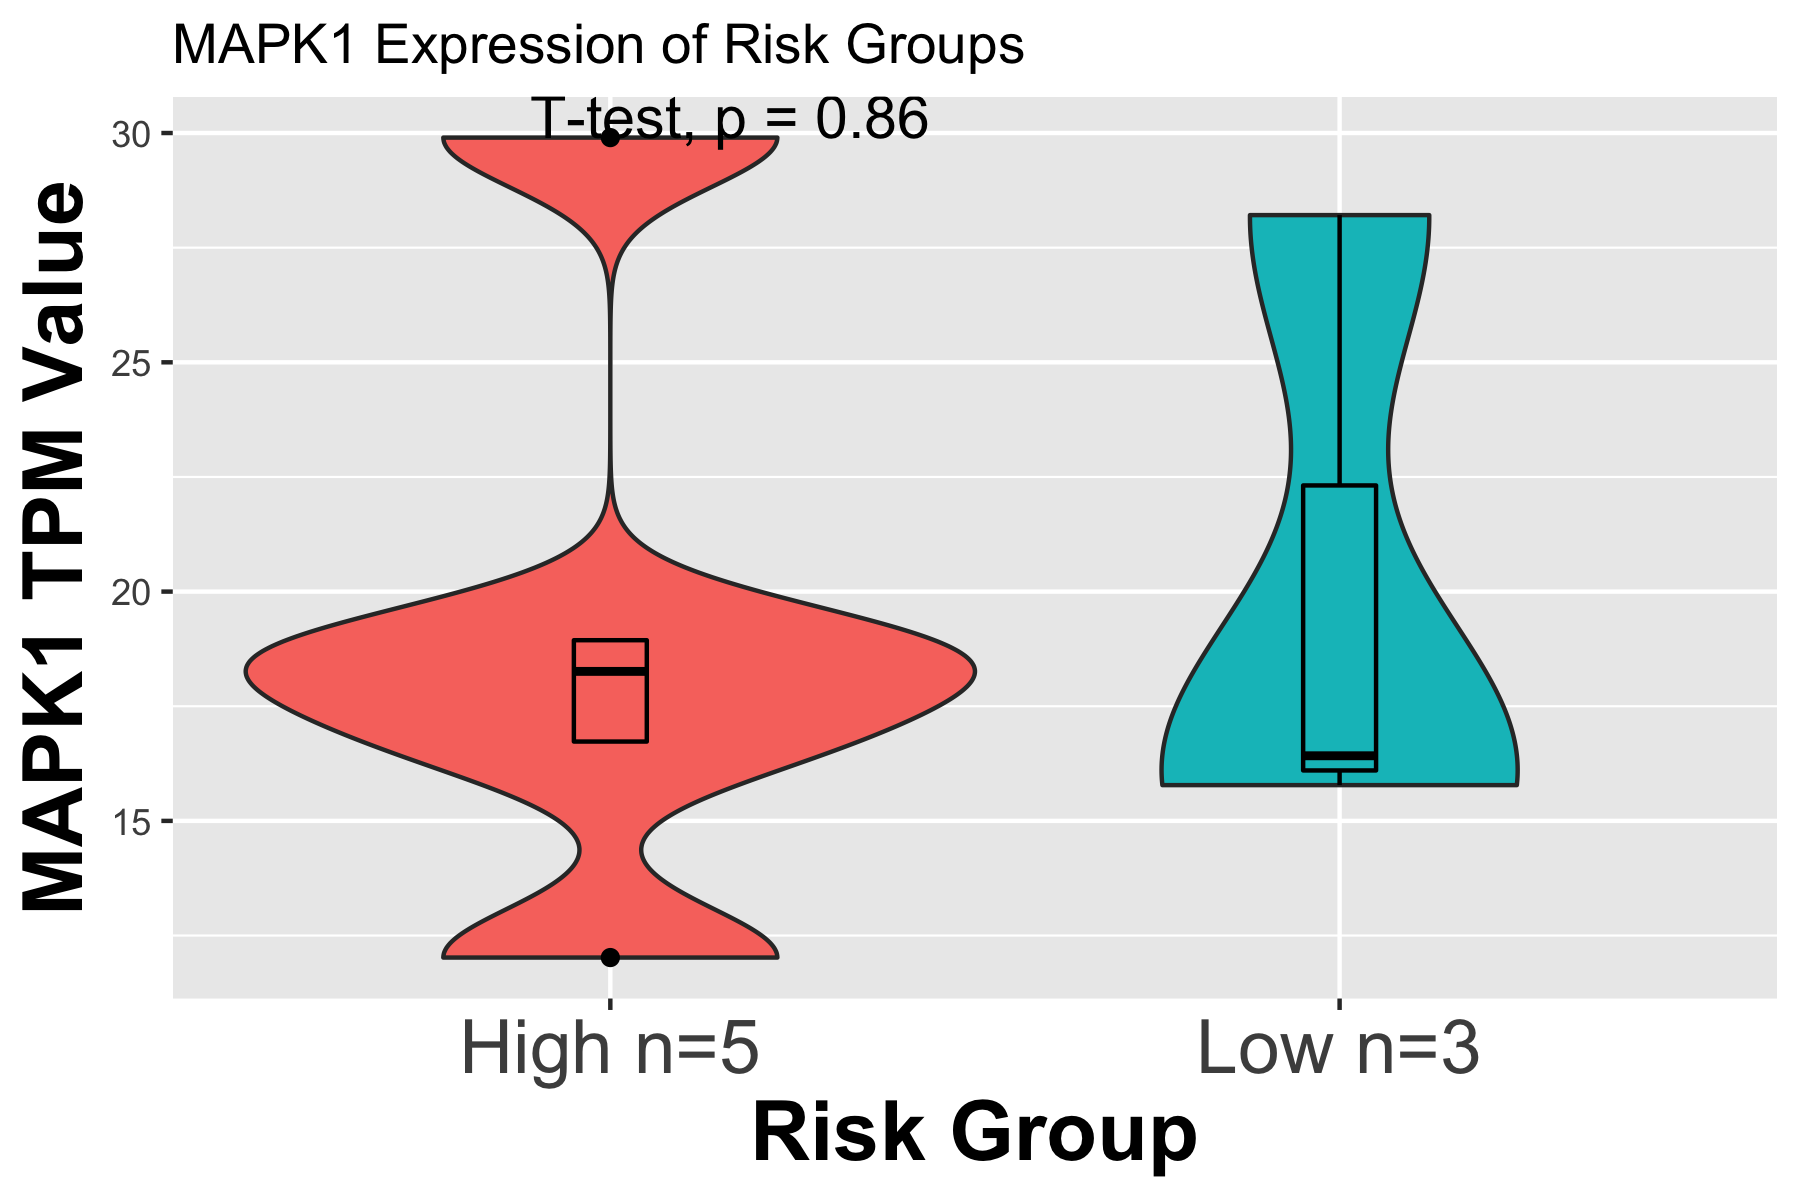 MAPK1 Expression of Risk Groups
T-test, p = 0.86
MAPK1 TPM Value
30
25
20
15
High n=5
Low n=3
Risk Group